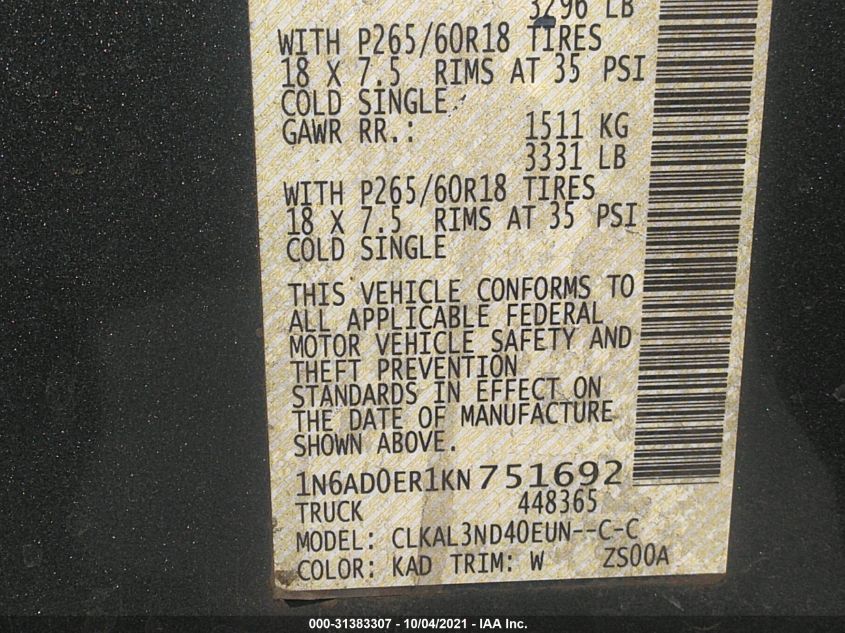 3296 LB
WITH P265/60R18 TIRES
18 X 7.5 RIMS AT 35 PSI
COLD SINGLE
GAWR RR.: 1511 KG
3331 LB
WITH P265/60R18 TIRES
18 X 7.5 RIMS AT 35 PSI
COLD SINGLE
THIS VEHICLE CONFORMS TO
ALL APPLICABLE FEDERAL
MOTOR VEHICLE SAFETY AND
THEFT PREVENTION
STANDARDS IN EFFECT ON
THE DATE OF MANUFACTURE
SHOWN ABOVE.
1N6AD0ER1KN751692
TRUCK 448365
MODEL: CLKAL3ND40EUN--C-C
COLOR: KAD TRIM: W ZS00A
000-31383307 - 10/04/2021 - IAA Inc.